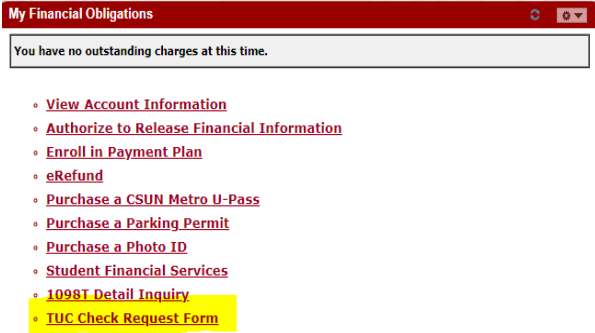 My Financial Obligations
You have no outstanding charges at this time.
View Account Information
Authorize to Release Financial Information
Enroll in Payment Plan
eRefund
Purchase a CSUN Metro U-Pass
Purchase a Parking Permit
Purchase a Photo ID
Student Financial Services
1098T Detail Inquiry
TUC Check Request Form